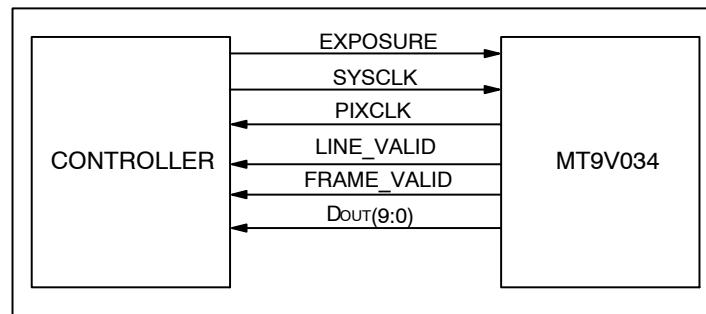 EXPOSURE
SYSCLK
PIXCLK
CONTROLLER
LINE_VALID
MT9V034
FRAME_VALID
DOUT(9:0)